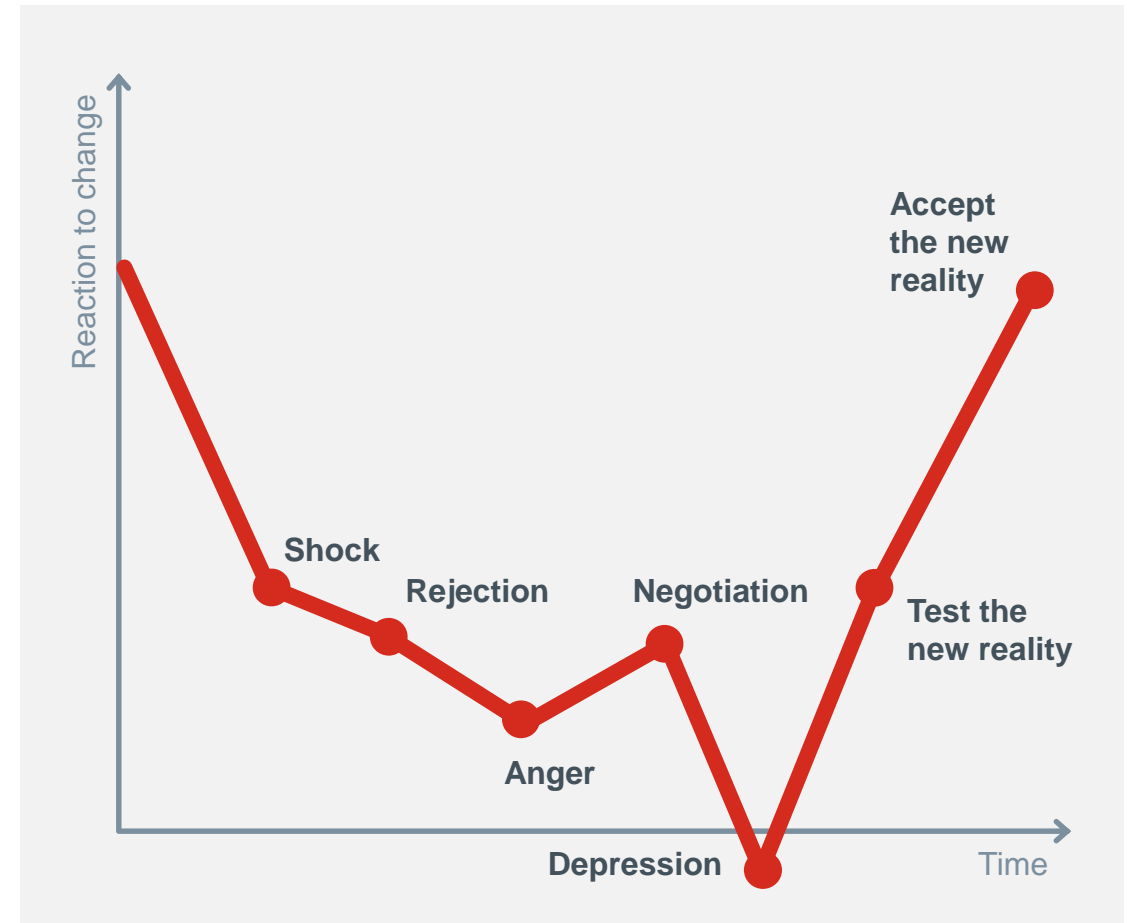 Reaction to change
Accept
the new
reality
Shock
Rejection
Negotiation
Test the
new reality
Anger
Depression
Time